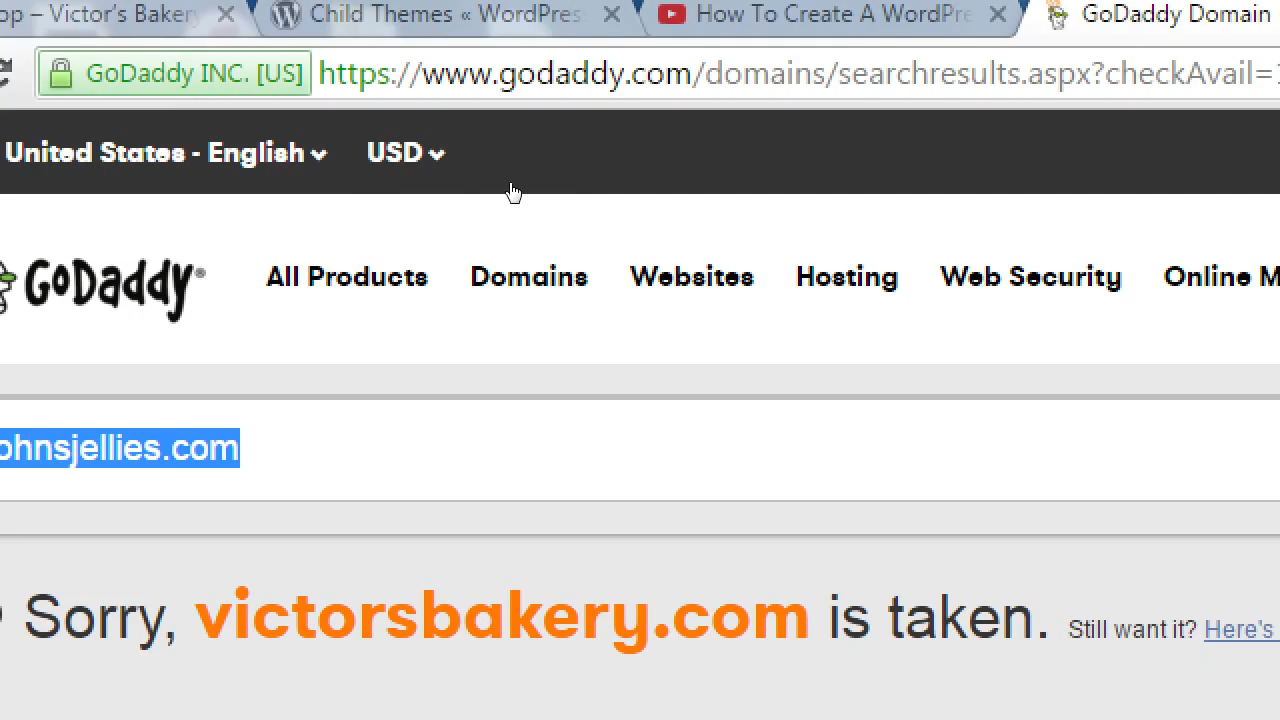 op – Victor's Bakery Child Themes « WordPres How To Create A WordPre GoDaddy Domain
GoDaddy INC. [US] https://www.godaddy.com/domains/searchresults.aspx?checkAvail=1
United States - English USD
GoDaddy® All Products Domains Websites Hosting Web Security Online M
ohnsjellies.com
Sorry, victorsbakery.com is taken. Still want it? Here's